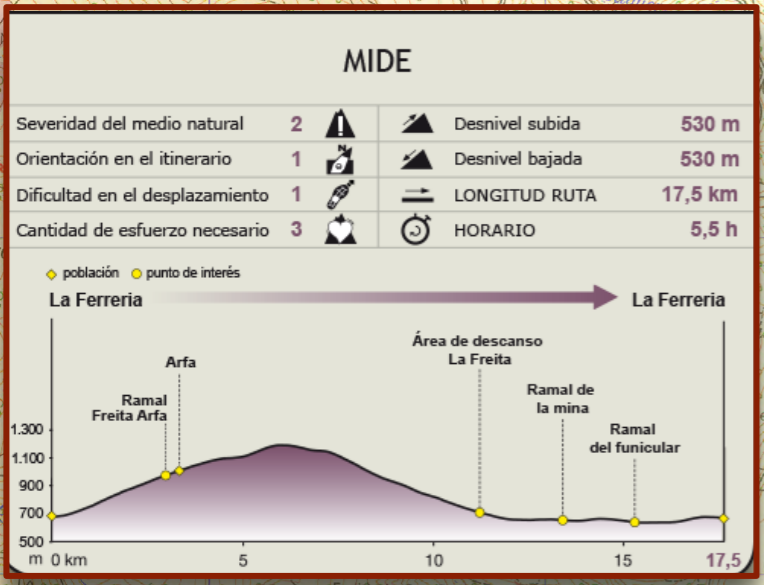 MIDE
Severidad del medio natural 2
Orientación en el itinerario 1
Dificultad en el desplazamiento 1
Cantidad de esfuerzo necesario 3
N
Desnivel subida 530 m
Desnivel bajada 530 m
LONGITUD RUTA 17,5 km
HORARIO 5,5 h
población punto de interés
La Ferreria La Ferreria
Área de descanso
La Freita
Arfa
Ramal de
la mina
Ramal
Freita Arfa
Ramal
del funicular
1.300
1.100
900
700
500
m 0 km 5 10 15 17,5